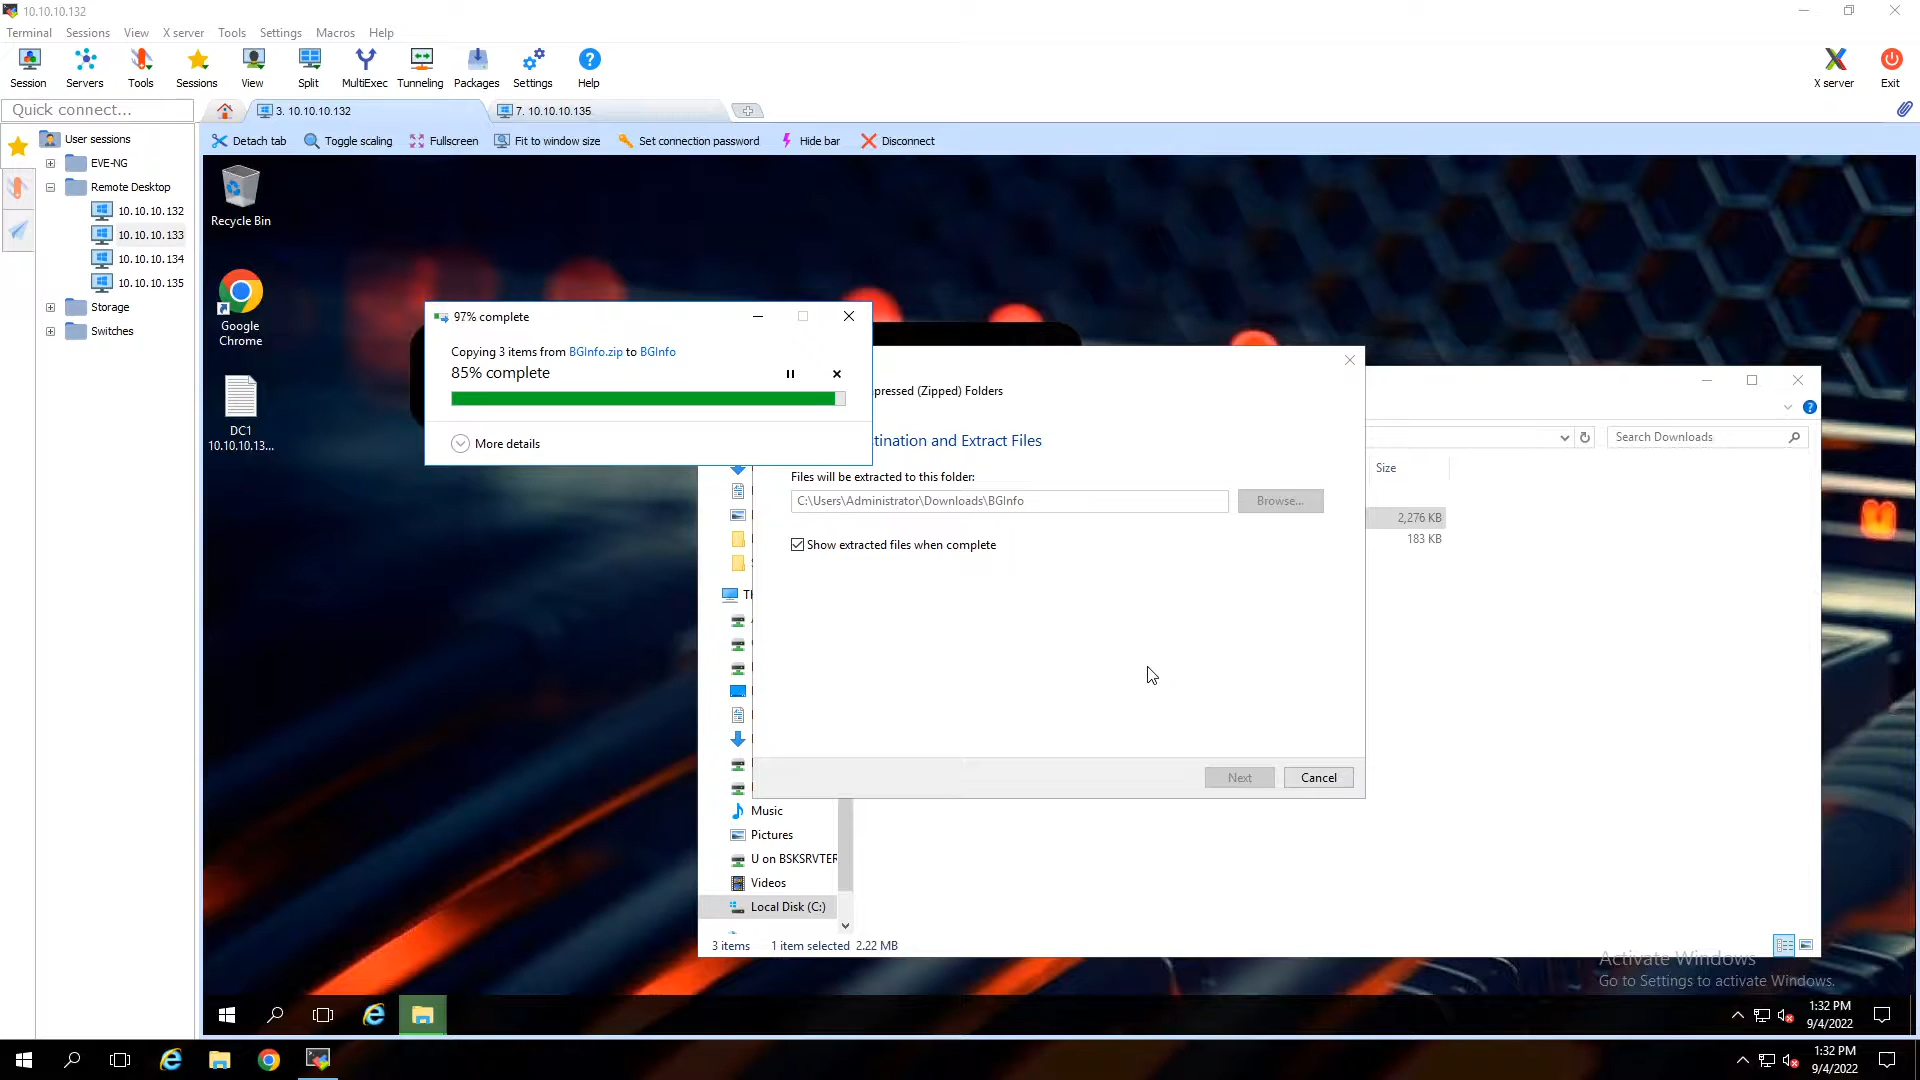 10.10.10.132
Terminal Sessions View X server Tools Settings Macros Help
Session Servers Tools Sessions View Split MultiExec Tunneling Packages Settings Help X server Exit
Quick connect...
3. 10.10.10.132
7. 10.10.10.135
Detach tab Toggle scaling Fullscreen Fit to window size Set connection password Hide bar Disconnect
User sessions
EVE-NG
Remote Desktop
10.10.10.132
10.10.10.133
10.10.10.134
10.10.10.135
Storage
Switches
Recycle Bin
Google
Chrome
DC1
10.10.10.13...
97% complete
Copying 3 items from BGInfo.zip to BGInfo
85% complete
More details
pressed (Zipped) Folders
tination and Extract Files
Files will be extracted to this folder:
C:\Users\Administrator\Downloads\BGInfo
Browse...
Show extracted files when complete
Next Cancel
Search Downloads
Size
2,276 KB
183 KB
Music
Pictures
U on BSKSRVTER
Videos
Local Disk (C:)
3 items 1 item selected 2.22 MB
Activate Windows
Go to Settings to activate Windows.
1:32 PM
9/4/2022
1:32 PM
9/4/2022